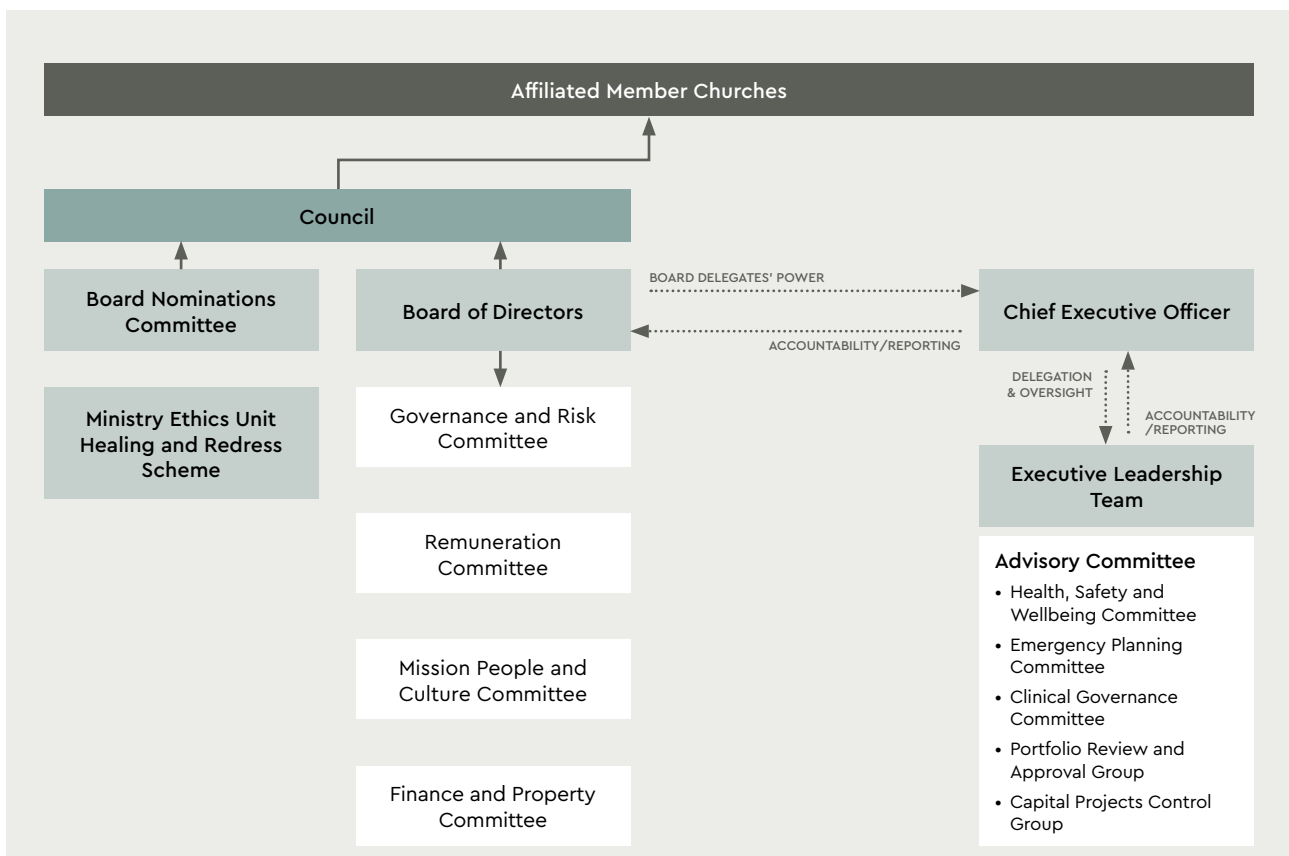 Affiliated Member Churches
Council
Board Nominations
Committee
Board of Directors
BOARD DELEGATES' POWER
ACCOUNTABILITY/REPORTING
Chief Executive Officer
Ministry Ethics Unit
Healing and Redress
Scheme
Governance and Risk
Committee
Remuneration
Committee
Mission People and
Culture Committee
Finance and Property
Committee
DELEGATION
& OVERSIGHT
ACCOUNTABILITY
/REPORTING
Executive Leadership
Team
Advisory Committee
• Health, Safety and
Wellbeing Committee
• Emergency Planning
Committee
• Clinical Governance
Committee
• Portfolio Review and
Approval Group
• Capital Projects Control
Group